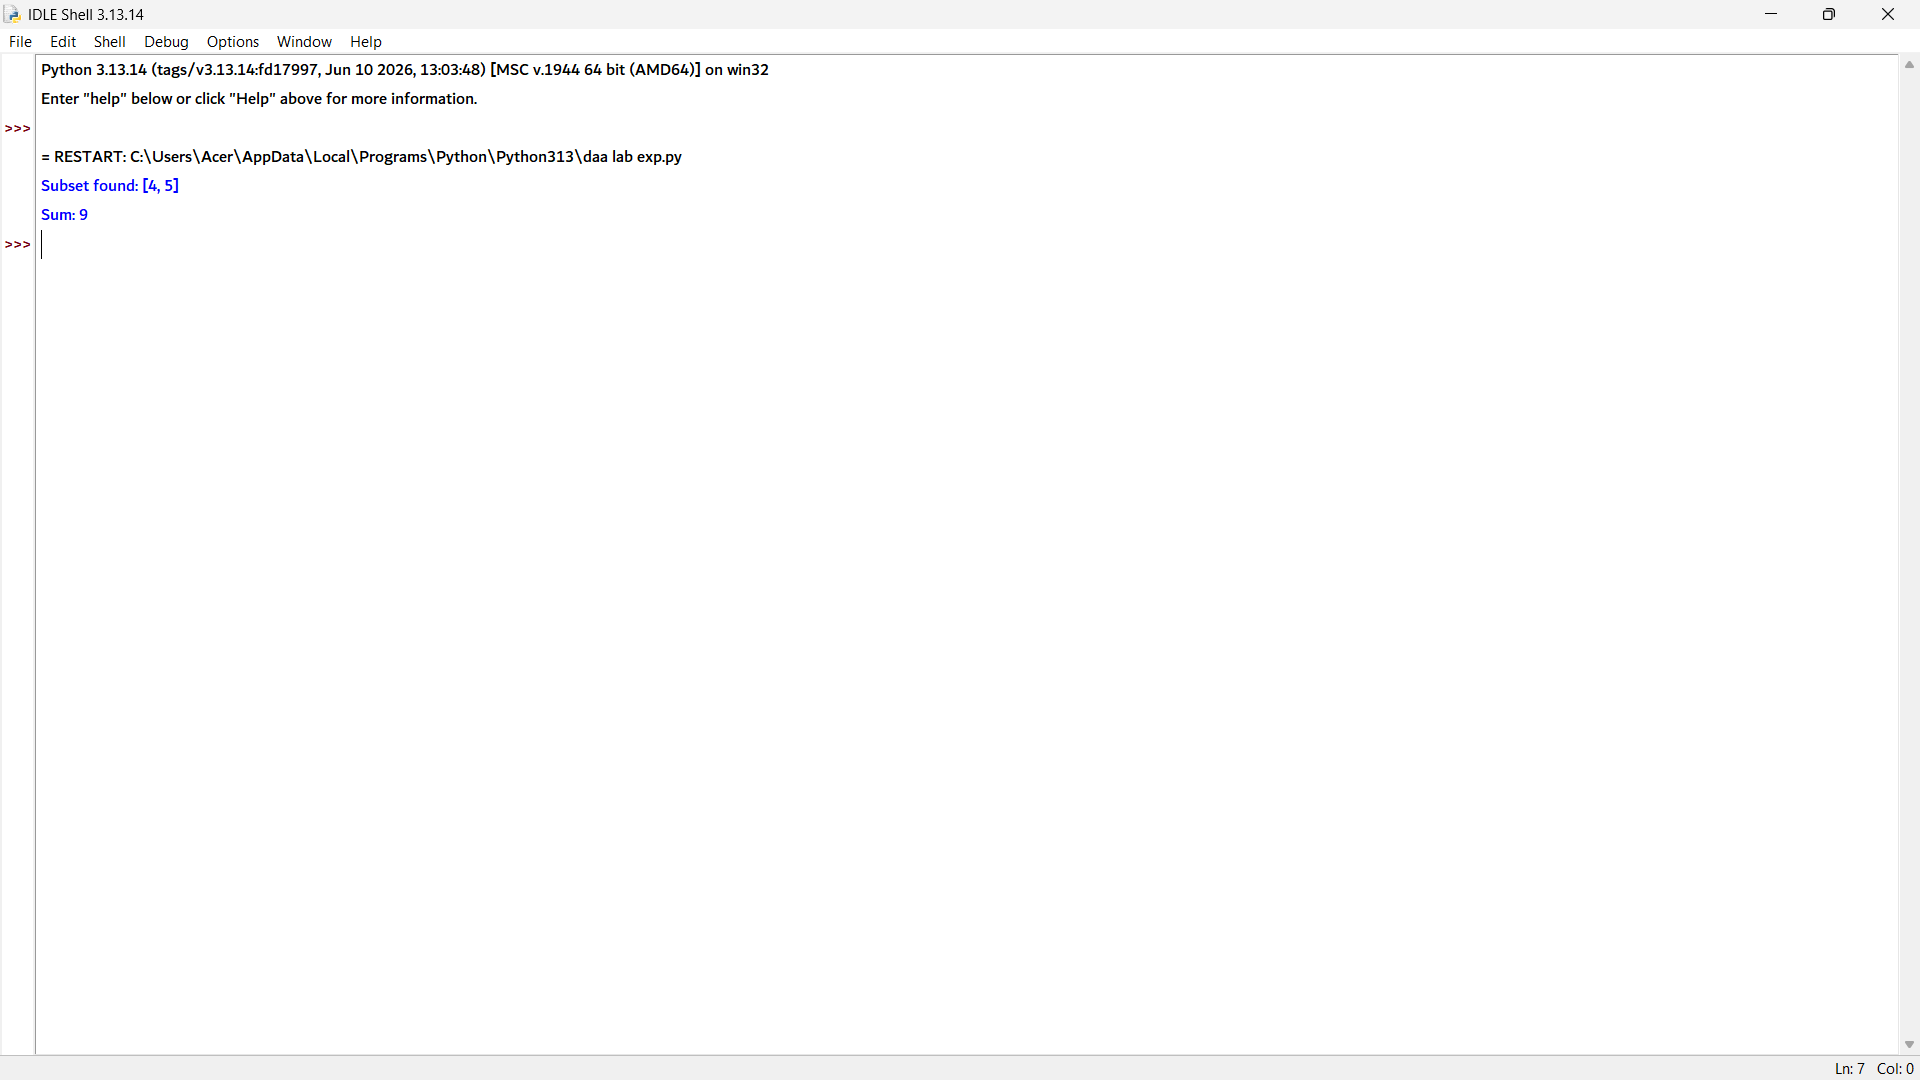 IDLE Shell 3.13.14
File Edit Shell Debug Options Window Help
Python 3.13.14 (tags/v3.13.14:fd17997, Jun 10 2026, 13:03:48) [MSC v.1944 64 bit (AMD64)] on win32
Enter "help" below or click "Help" above for more information.
>>>
= RESTART: C:\Users\Acer\AppData\Local\Programs\Python\Python313\daa lab exp.py
Subset found: [4, 5]
Sum: 9
>>>
Ln: 7 Col: 0